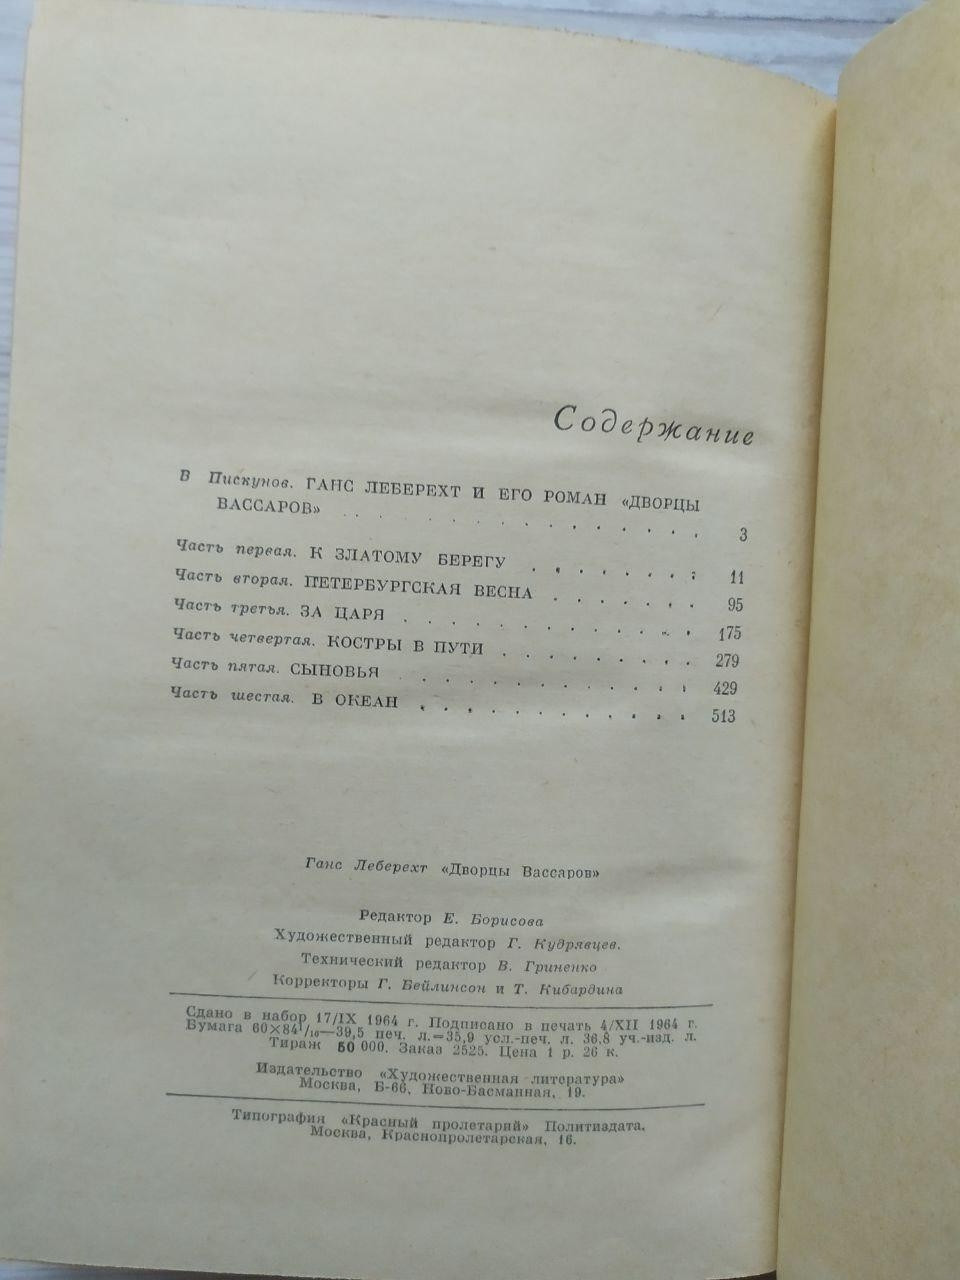 Содержание
В Пискунов. ГАНС ЛЕБЕРЕХТ И ЕГО РОМАН «ДВОРЦЫ
ВАССАРОВ» . . . . . . . . . . . . . 3
Часть первая. К ЗЛАТОМУ БЕРЕГУ . . . . . . . . 11
Часть вторая. ПЕТЕРБУРГСКАЯ ВЕСНА . . . . . . . 95
Часть третья. ЗА ЦАРЯ . . . . . . . . . . . . . 175
Часть четвертая. КОСТРЫ В ПУТИ . . . . . . . . . 279
Часть пятая. СЫНОВЬЯ . . . . . . . . . . . . . 429
Часть шестая. В ОКЕАН . . . . . . . . . . . . 513
Ганс Леберехт «Дворцы Вассаров»
Редактор Е. Борисова
Художественный редактор Г. Кудрявцев.
Технический редактор В. Гриненко
Корректоры Г. Бейлинсон и Т. Кибардина
Сдано в набор 17/IX 1964 г. Подписано в печать 4/XII 1964 г.
Бумага 60×84¹/₁₆—39,5 печ. л.=35,9 усл.-печ. л. 36,8 уч.-изд. л.
Тираж 50 000. Заказ 2525. Цена 1 р. 26 к.
Издательство «Художественная литература»
Москва, Б-66, Ново-Басманная, 19.
Типография «Красный пролетарий» Политиздата.
Москва, Краснопролетарская, 16.